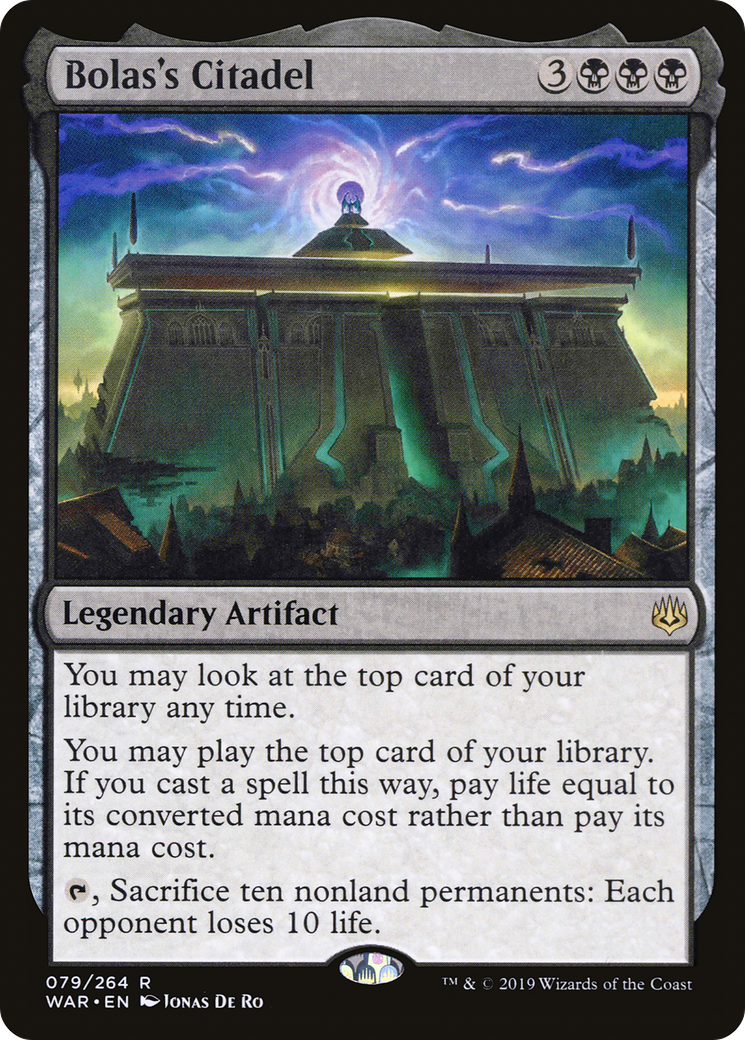 Bolas's Citadel 3
Legendary Artifact
You may look at the top card of your
library any time.
You may play the top card of your library.
If you cast a spell this way, pay life equal to
its converted mana cost rather than pay its
mana cost.
, Sacrifice ten nonland permanents: Each
opponent loses 10 life.
079/264 R
WAR • EN Jonas De Ro
™ & © 2019 Wizards of the Coast